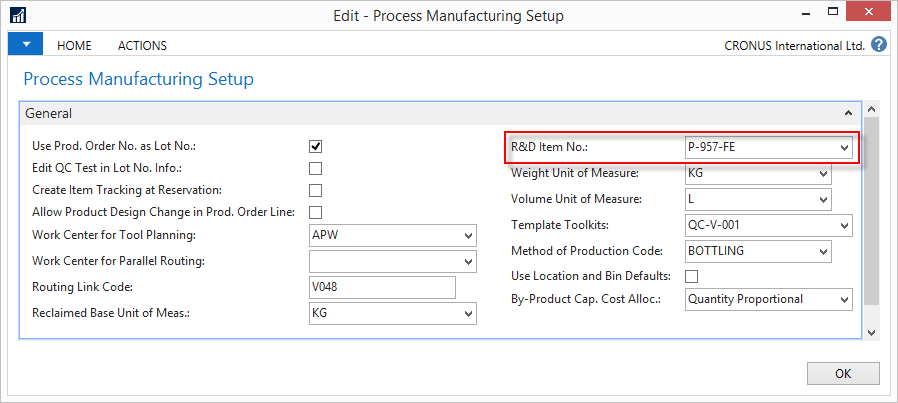 Edit - Process Manufacturing Setup
HOME ACTIONS CRONUS International Ltd. ?
Process Manufacturing Setup
General
Use Prod. Order No. as Lot No.:
Edit QC Test in Lot No. Info.:
Create Item Tracking at Reservation:
Allow Product Design Change in Prod. Order Line:
Work Center for Tool Planning: APW
Work Center for Parallel Routing:
Routing Link Code: V048
Reclaimed Base Unit of Meas.: KG
R&D Item No.: P-957-FE
Weight Unit of Measure: KG
Volume Unit of Measure: L
Template Toolkits: QC-V-001
Method of Production Code: BOTTLING
Use Location and Bin Defaults:
By-Product Cap. Cost Alloc.: Quantity Proportional
OK